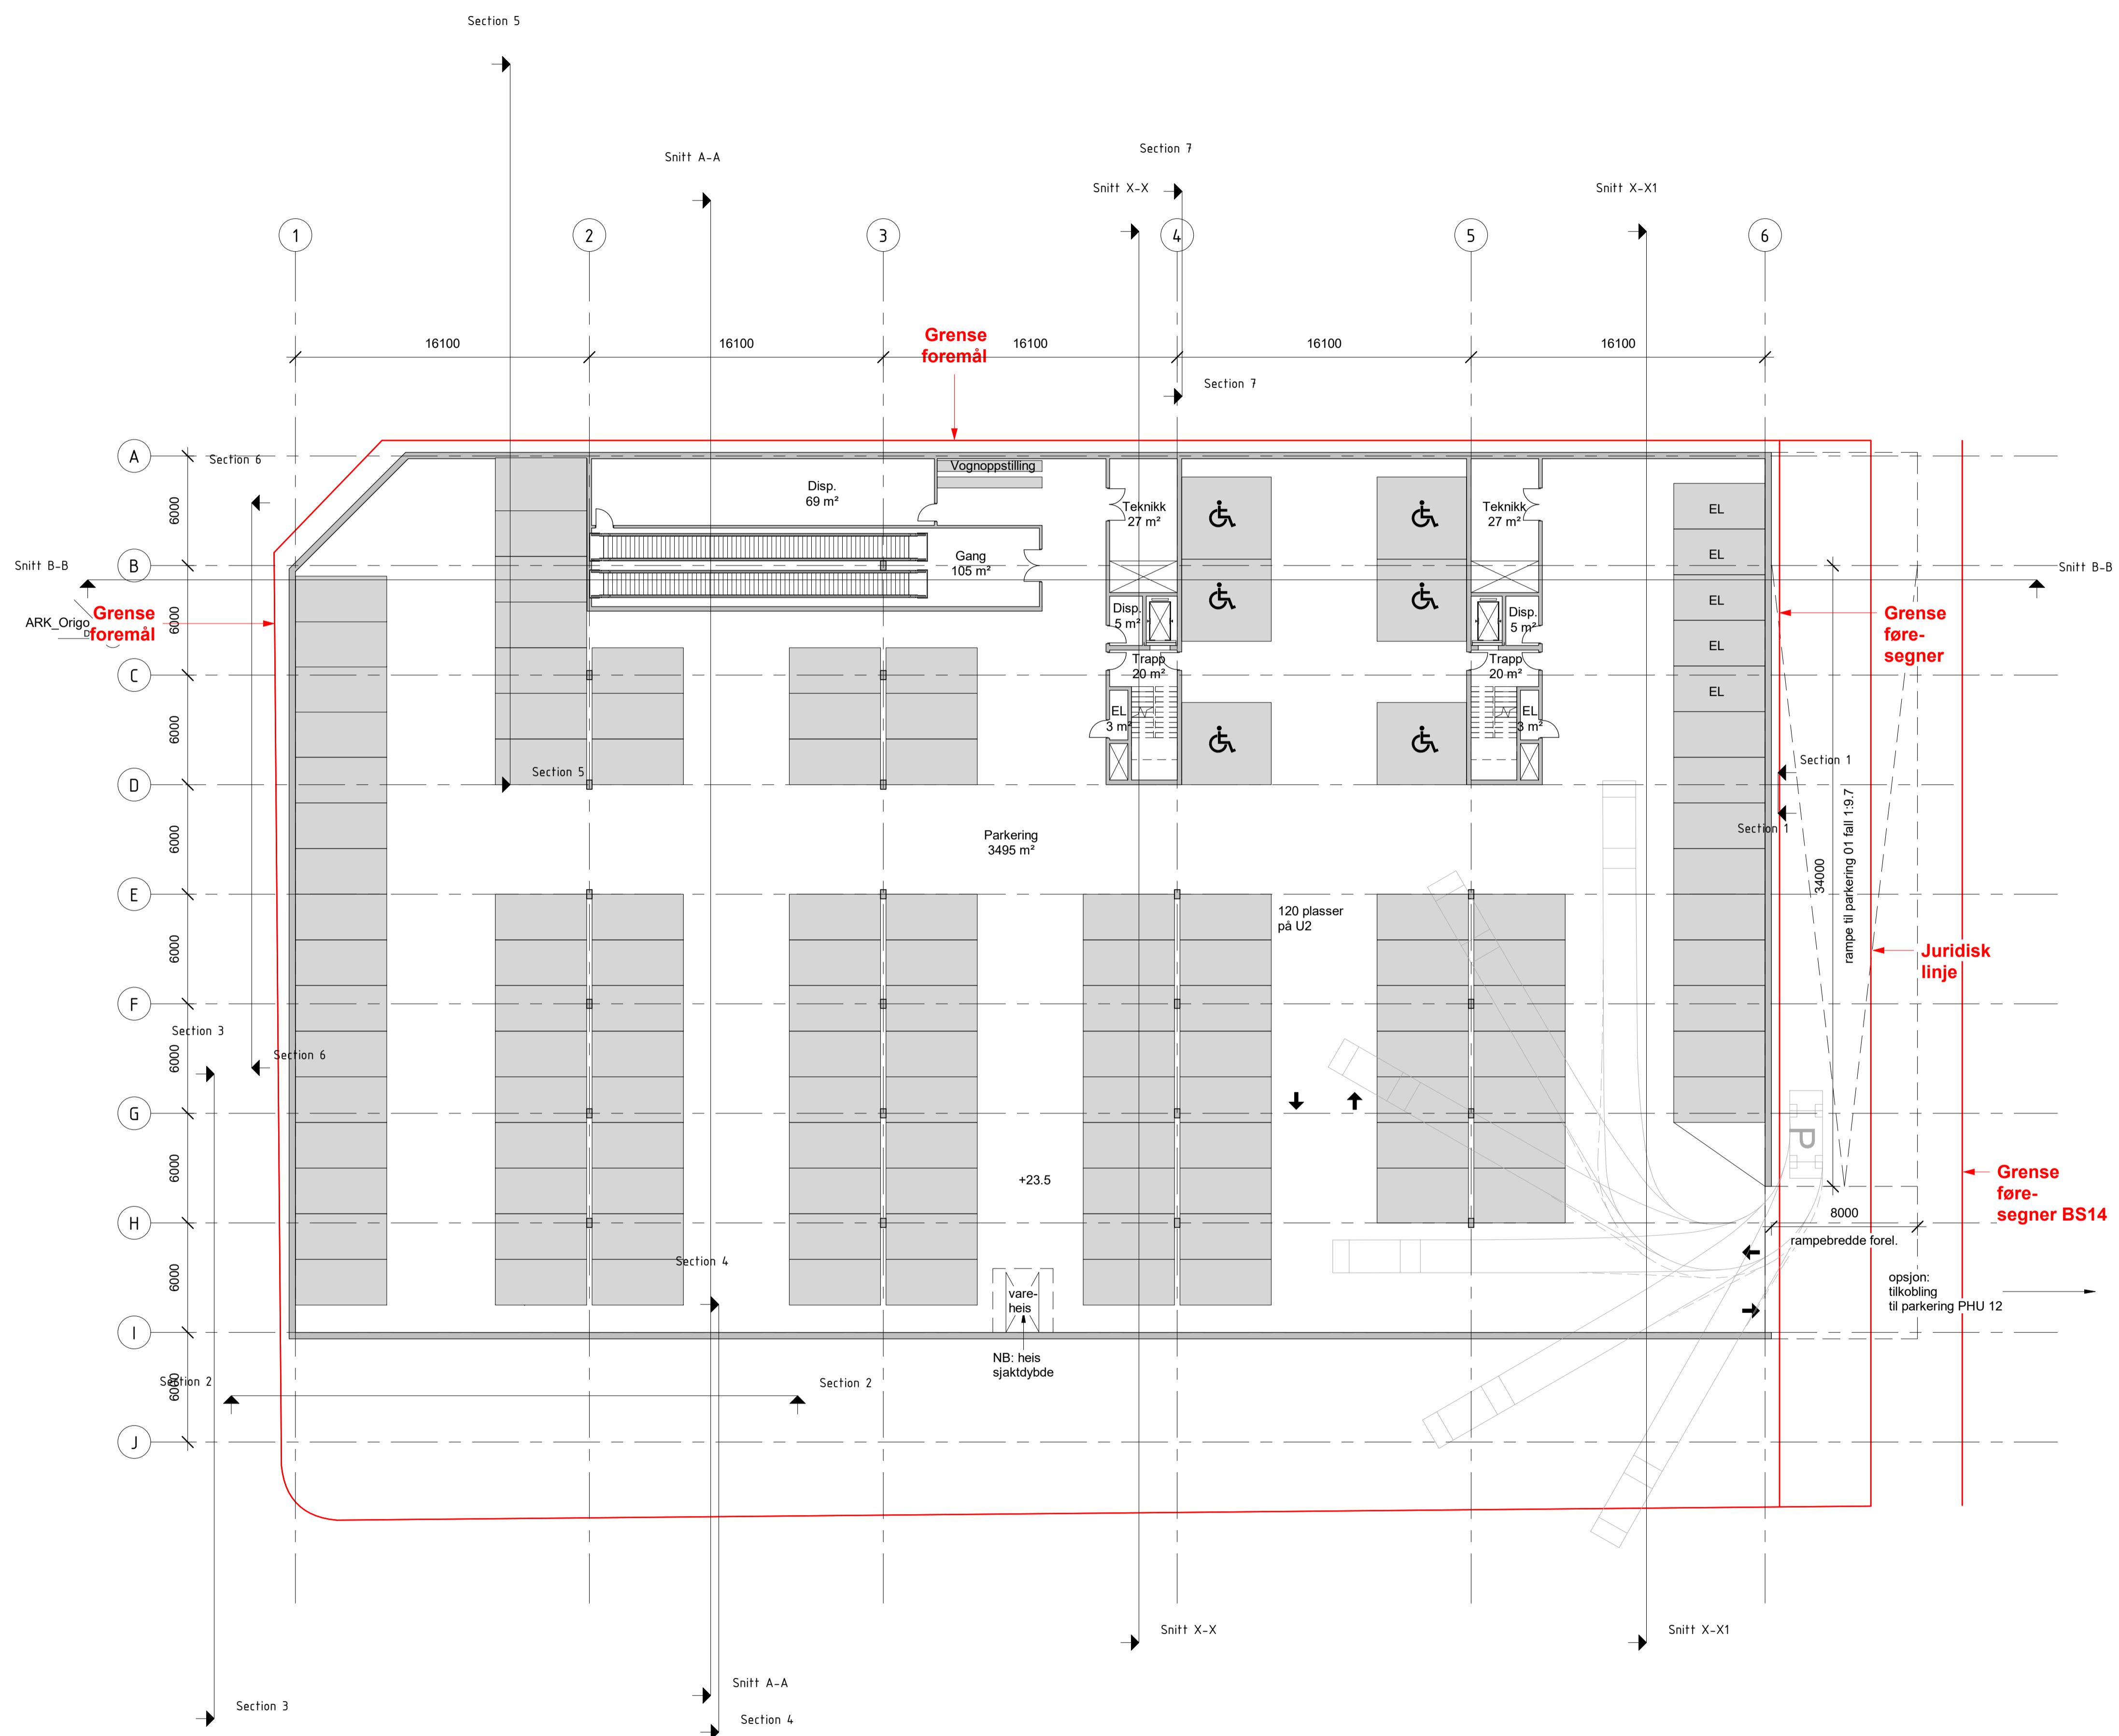 Section 5
Snitt A-A
Section 7
Snitt X-X
Snitt X-X1
1
2
3
4
5
6
16100
16100
16100
16100
16100
Grense
foremål
Section 7
A
B
C
D
E
F
G
H
I
J
6000
6000
6000
6000
6000
6000
6000
6000
6000
Section 6
Snitt B-B
Snitt B-B
ARK_Origo
Grense
foremål
Vognoppstilling
Disp.
69 m²
Gang
105 m²
Teknikk
27 m²
Teknikk
27 m²
Disp.
5 m²
Disp.
5 m²
Trapp
20 m²
Trapp
20 m²
EL
3 m²
EL
3 m²
EL
EL
EL
EL
EL
Grense
føre-
segner
Section 5
Section 1
Section 1
Parkering
3495 m²
120 plasser
på U2
34000
rampe til parkering 01 fall 1:9.7
Juridisk
linje
Section 3
Section 6
P
+23.5
Grense
føre-
segner BS14
8000
rampebredde forel.
Section 4
vare-
heis
opsjon:
tilkobling
til parkering PHU 12
NB: heis
sjaktdybde
Section 2
Section 2
Snitt X-X
Snitt X-X1
Snitt A-A
Section 3
Section 4